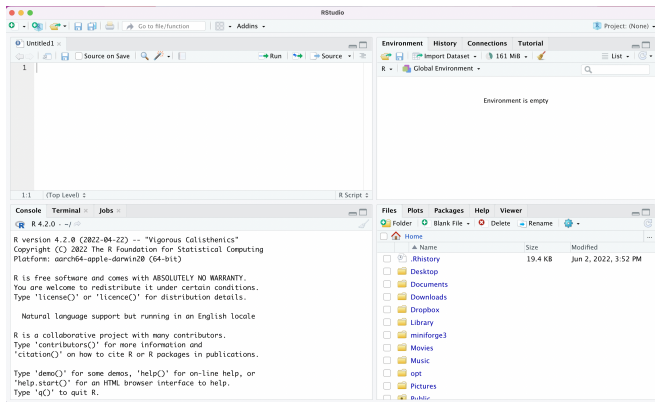 RStudio
Go to file/function
Addins
Project: (None)
Untitled1
Source on Save
Run
Source
1
1:1
(Top Level)
R Script
Console Terminal Jobs
R 4.2.0 · ~/
R version 4.2.0 (2022-04-22) -- "Vigorous Calisthenics"
Copyright (C) 2022 The R Foundation for Statistical Computing
Platform: aarch64-apple-darwin20 (64-bit)
R is free software and comes with ABSOLUTELY NO WARRANTY.
You are welcome to redistribute it under certain conditions.
Type 'license()' or 'licence()' for distribution details.
Natural language support but running in an English locale
R is a collaborative project with many contributors.
Type 'contributors()' for more information and
'citation()' on how to cite R or R packages in publications.
Type 'demo()' for some demos, 'help()' for on-line help, or
'help.start()' for an HTML browser interface to help.
Type 'q()' to quit R.
Environment History Connections Tutorial
Import Dataset
161 MiB
List
R
Global Environment
Environment is empty
Files Plots Packages Help Viewer
Folder
Blank File
Delete
Rename
Home
...
Name Size Modified
.Rhistory 19.4 KB Jun 2, 2022, 3:52 PM
Desktop
Documents
Downloads
Dropbox
Library
miniforge3
Movies
Music
opt
Pictures
Public